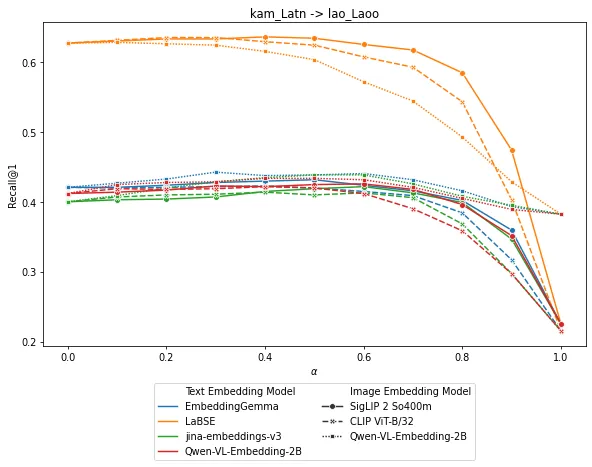 kam_Latn -> lao_Laoo
Recall@1
0.6
0.5
0.4
0.3
0.2
0.0 0.2 0.4 0.6 0.8 1.0
α
Text Embedding Model Image Embedding Model
EmbeddingGemma SigLIP 2 So400m
LaBSE CLIP ViT-B/32
jina-embeddings-v3 Qwen-VL-Embedding-2B
Qwen-VL-Embedding-2B